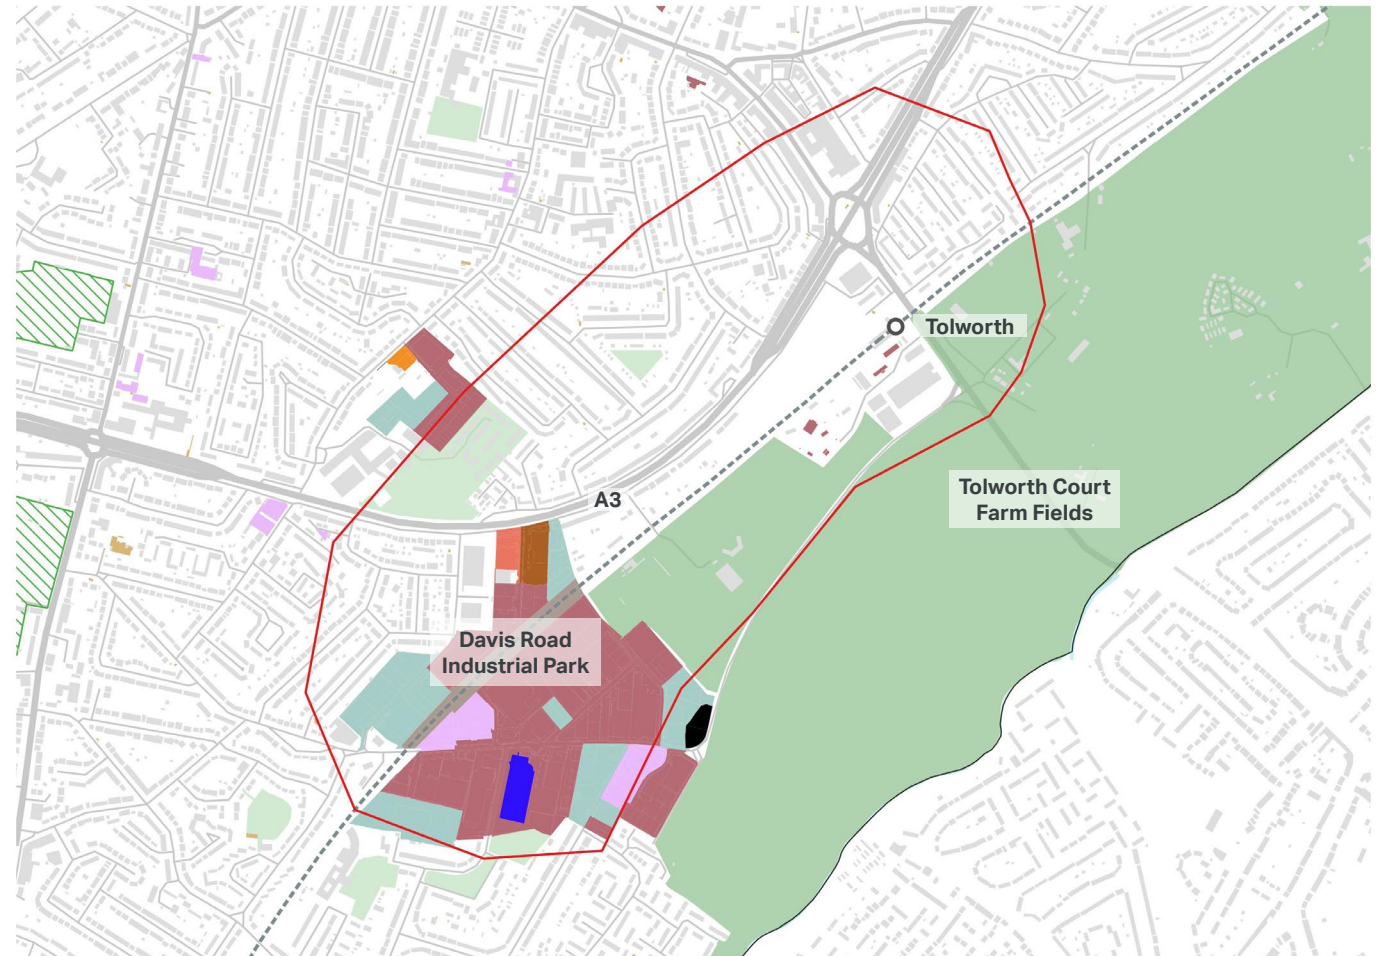 Tolworth
Tolworth Court
Farm Fields
A3
Davis Road
Industrial Park